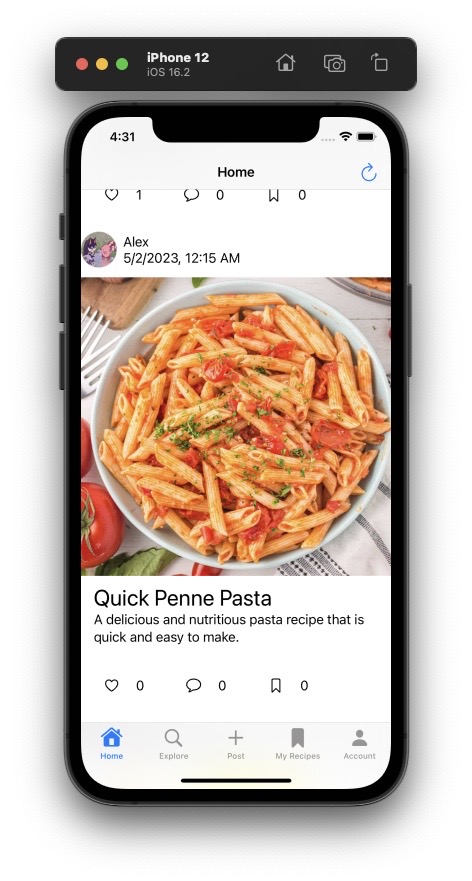 iPhone 12
iOS 16.2
4:31
Home
1 0 0
Alex
5/2/2023, 12:15 AM
Quick Penne Pasta
A delicious and nutritious pasta recipe that is
quick and easy to make.
0 0 0
Home Explore Post My Recipes Account